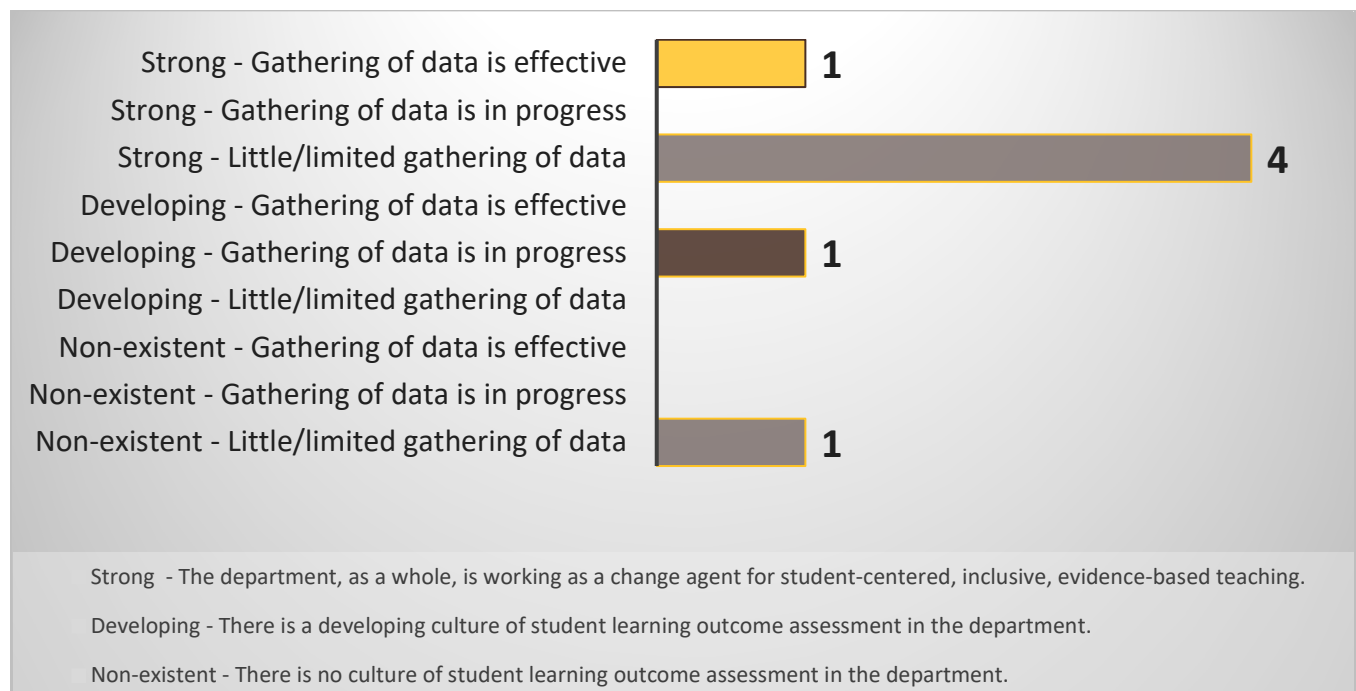 Strong - Gathering of data is effective 1
Strong - Gathering of data is in progress
Strong - Little/limited gathering of data 4
Developing - Gathering of data is effective
Developing - Gathering of data is in progress 1
Developing - Little/limited gathering of data
Non-existent - Gathering of data is effective
Non-existent - Gathering of data is in progress
Non-existent - Little/limited gathering of data 1
Strong - The department, as a whole, is working as a change agent for student-centered, inclusive, evidence-based teaching.
Developing - There is a developing culture of student learning outcome assessment in the department.
Non-existent - There is no culture of student learning outcome assessment in the department.